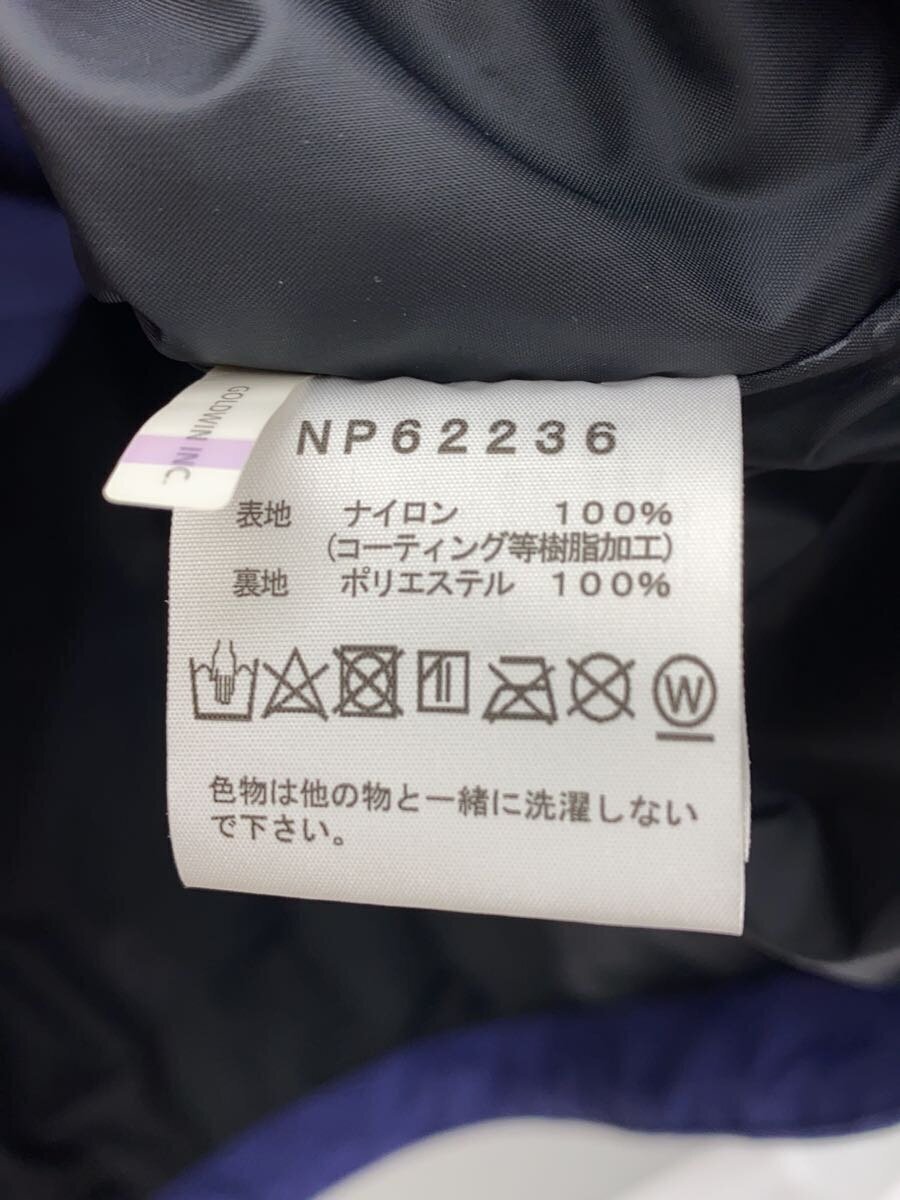 GOLDWIN INC.
NP62236
表地 ナイロン 100%
(コーティング等樹脂加工)
裏地 ポリエステル 100%
W
色物は他の物と一緒に洗濯しない
で下さい。